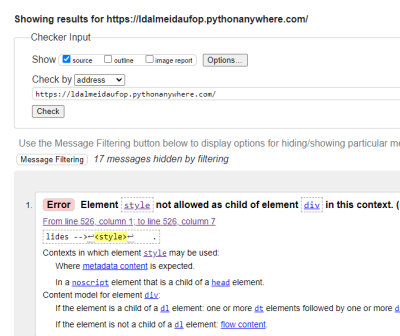 Showing results for https://ldalmeidaufop.pythonanywhere.com/
Checker Input
Show source outline image report Options...
Check by address
https://ldalmeidaufop.pythonanywhere.com/
Check
Use the Message Filtering button below to display options for hiding/showing particular me
Message Filtering 17 messages hidden by filtering
1. Error Element style not allowed as child of element div in this context. (
From line 526, column 1; to line 526, column 7
lides -->↩<style>↩ .
Contexts in which element style may be used:
Where metadata content is expected.
In a noscript element that is a child of a head element.
Content model for element div:
If the element is a child of a dl element: one or more dt elements followed by one or more d
If the element is not a child of a dl element: flow content.